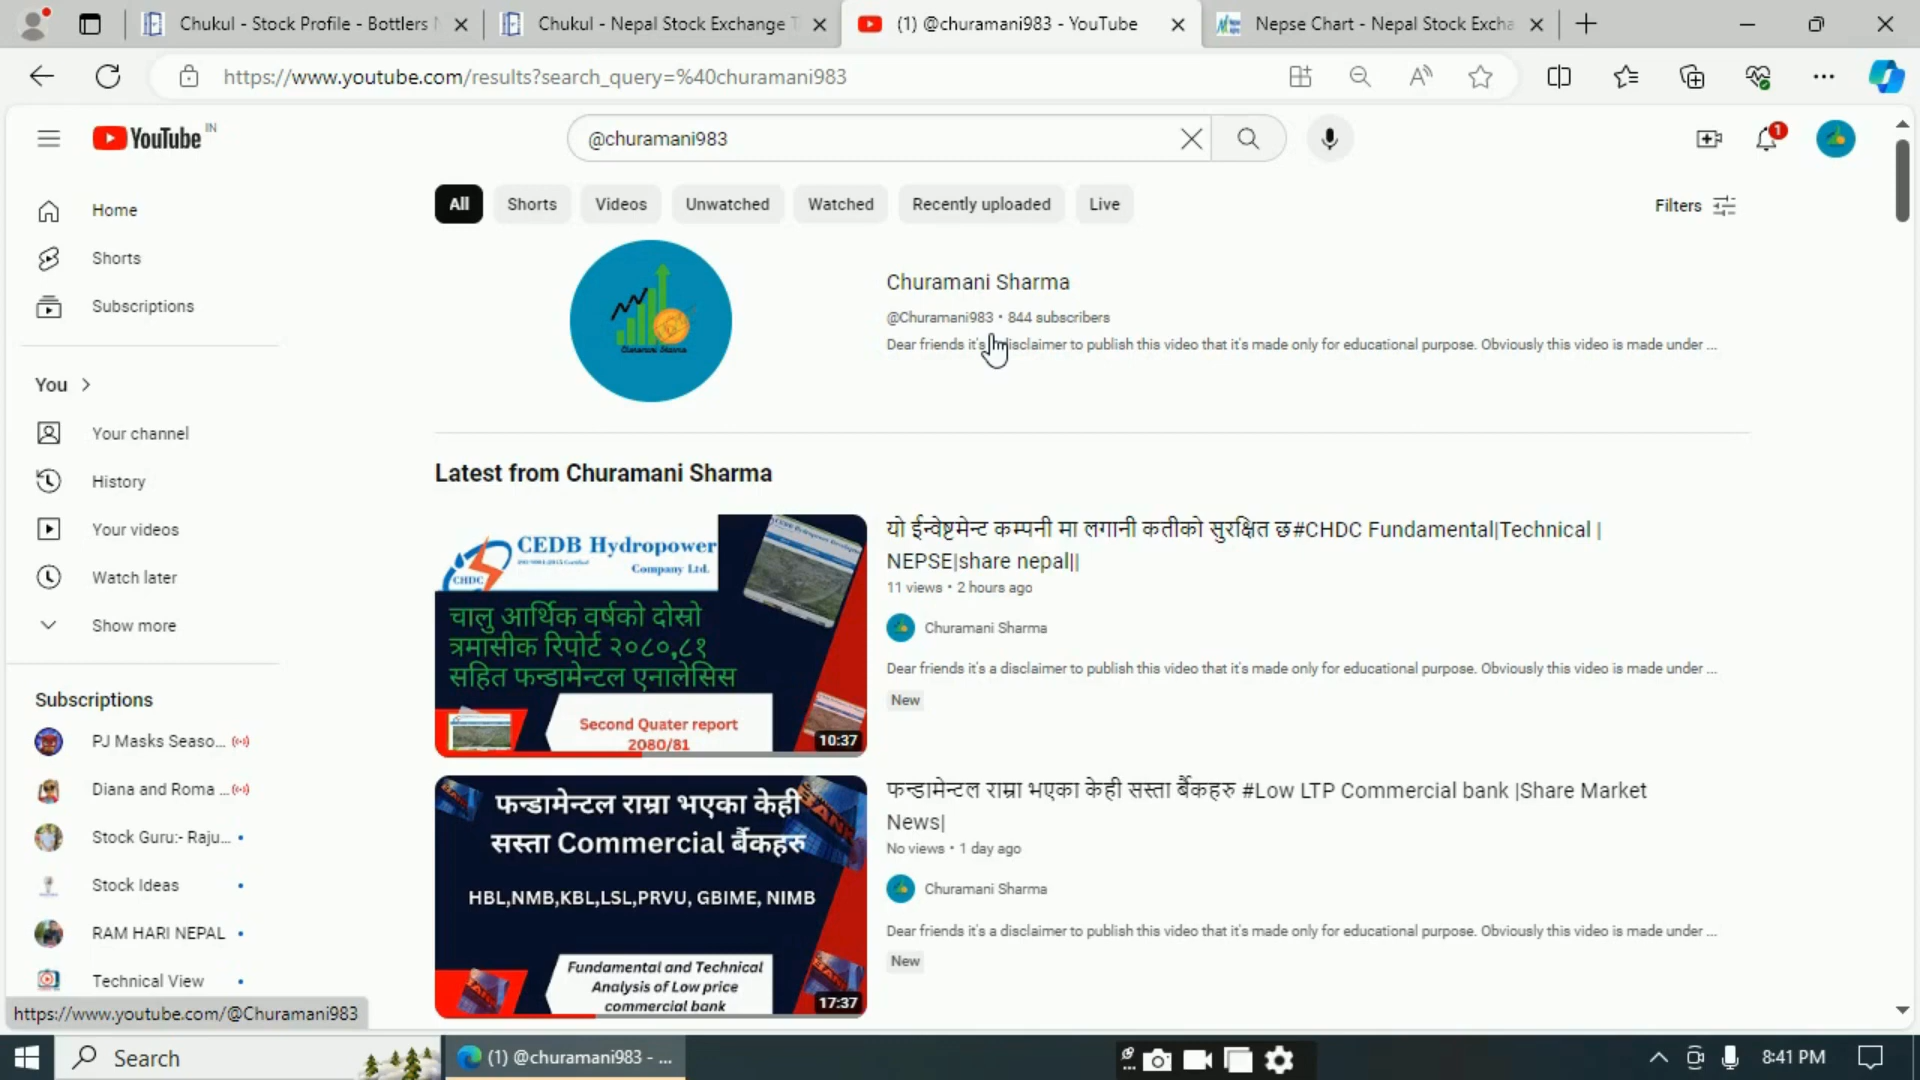 Chukul - Stock Profile - Bottlers N
Chukul - Nepal Stock Exchange T
(1) @churamani983 - YouTube
Nepse Chart - Nepal Stock Excha
https://www.youtube.com/results?search_query=%40churamani983
YouTube IN
@churamani983
1
All
Shorts
Videos
Unwatched
Watched
Recently uploaded
Live
Filters
Home
Shorts
Subscriptions
You
Your channel
History
Your videos
Watch later
Show more
Subscriptions
PJ Masks Seaso...
Diana and Roma ...
Stock Guru:- Raju...
Stock Ideas
RAM HARI NEPAL
Technical View
https://www.youtube.com/@Churamani983
Churamani Sharma
Churamani Sharma
@Churamani983 • 844 subscribers
Dear friends it's disclaimer to publish this video that it's made only for educational purpose. Obviously this video is made under ...
Latest from Churamani Sharma
CHDC
CEDB Hydropower
Company Ltd.
चालु आर्थिक वर्षको दोस्रो
त्रमासीक रिपोर्ट २०८०,८१
सहित फन्डामेन्टल एनालेसिस
Second Quater report
2080/81
10:37
यो ईन्वेष्टमेन्ट कम्पनी मा लगानी कतीको सुरक्षित छ#CHDC Fundamental|Technical |
NEPSE|share nepal||
11 views • 2 hours ago
Churamani Sharma
Dear friends it's a disclaimer to publish this video that it's made only for educational purpose. Obviously this video is made under ...
New
फन्डामेन्टल राम्रा भएका केही
सस्ता Commercial बैंकहरु
HBL,NMB,KBL,LSL,PRVU, GBIME, NIMB
Fundamental and Technical
Analysis of Low price
commercial bank
17:37
फन्डामेन्टल राम्रा भएका केही सस्ता बैंकहरु #Low LTP Commercial bank |Share Market
News|
No views • 1 day ago
Churamani Sharma
Dear friends it's a disclaimer to publish this video that it's made only for educational purpose. Obviously this video is made under ...
New
Search
(1) @churamani983 - ...
8:41 PM